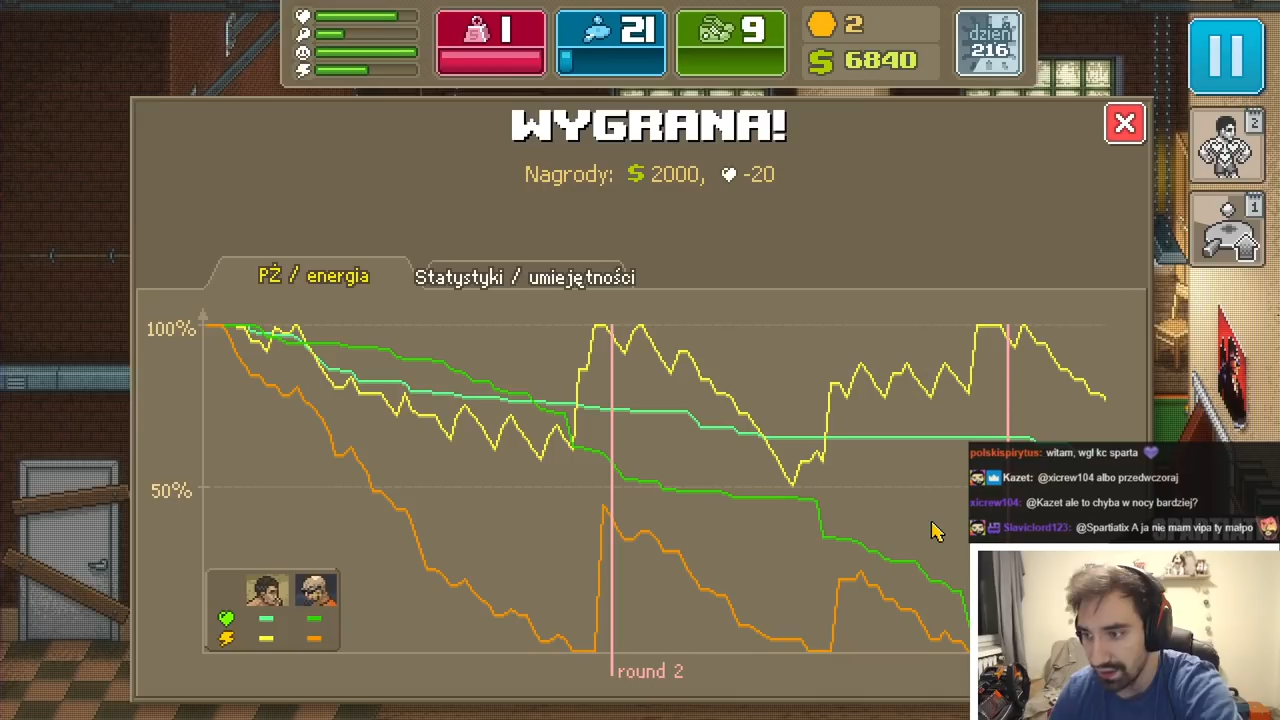 1
21
9
2
6840
dzień
216
WYGRANA!
Nagrody: $ 2000, -20
2
1
PŻ / energia
Statystyki / umiejętności
100%
50%
round 2
polskispirytus: witam, wgl kc sparta
Kazet: @xicrew104 albo przedwczoraj
xicrew104: @Kazet ale to chyba w nocy bardziej?
Slaviclord123: @Spartiatix A ja nie mam vipa ty małpo